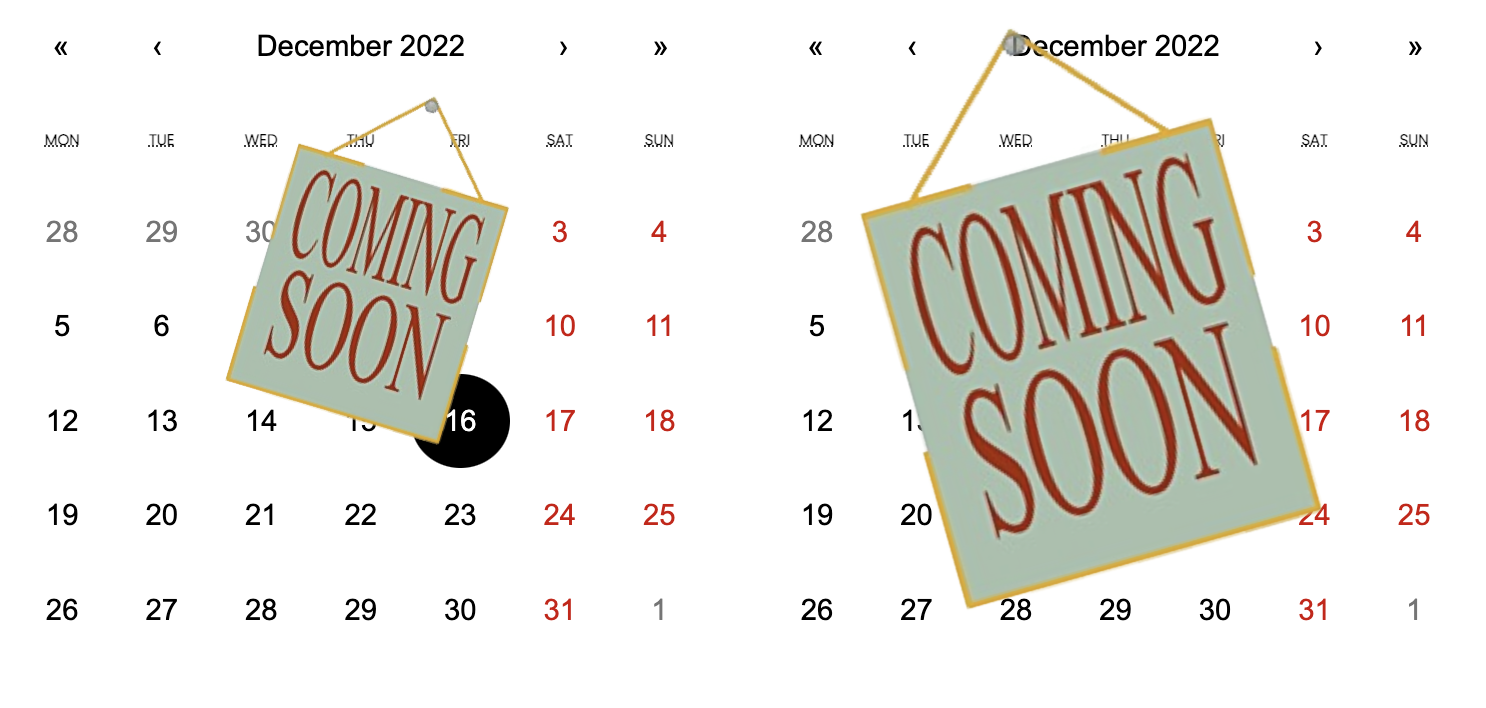 « ‹ December 2022 › »
MON TUE WED THU FRI SAT SUN
28 29 30 3 4
5 6 10 11
12 13 14 15 16 17 18
19 20 21 22 23 24 25
26 27 28 29 30 31 1
COMING
SOON
« ‹ December 2022 › »
MON TUE WED THU SAT SUN
28 3 4
5 10 11
12 17 18
19 20 24 25
26 27 28 29 30 31 1
COMING
SOON